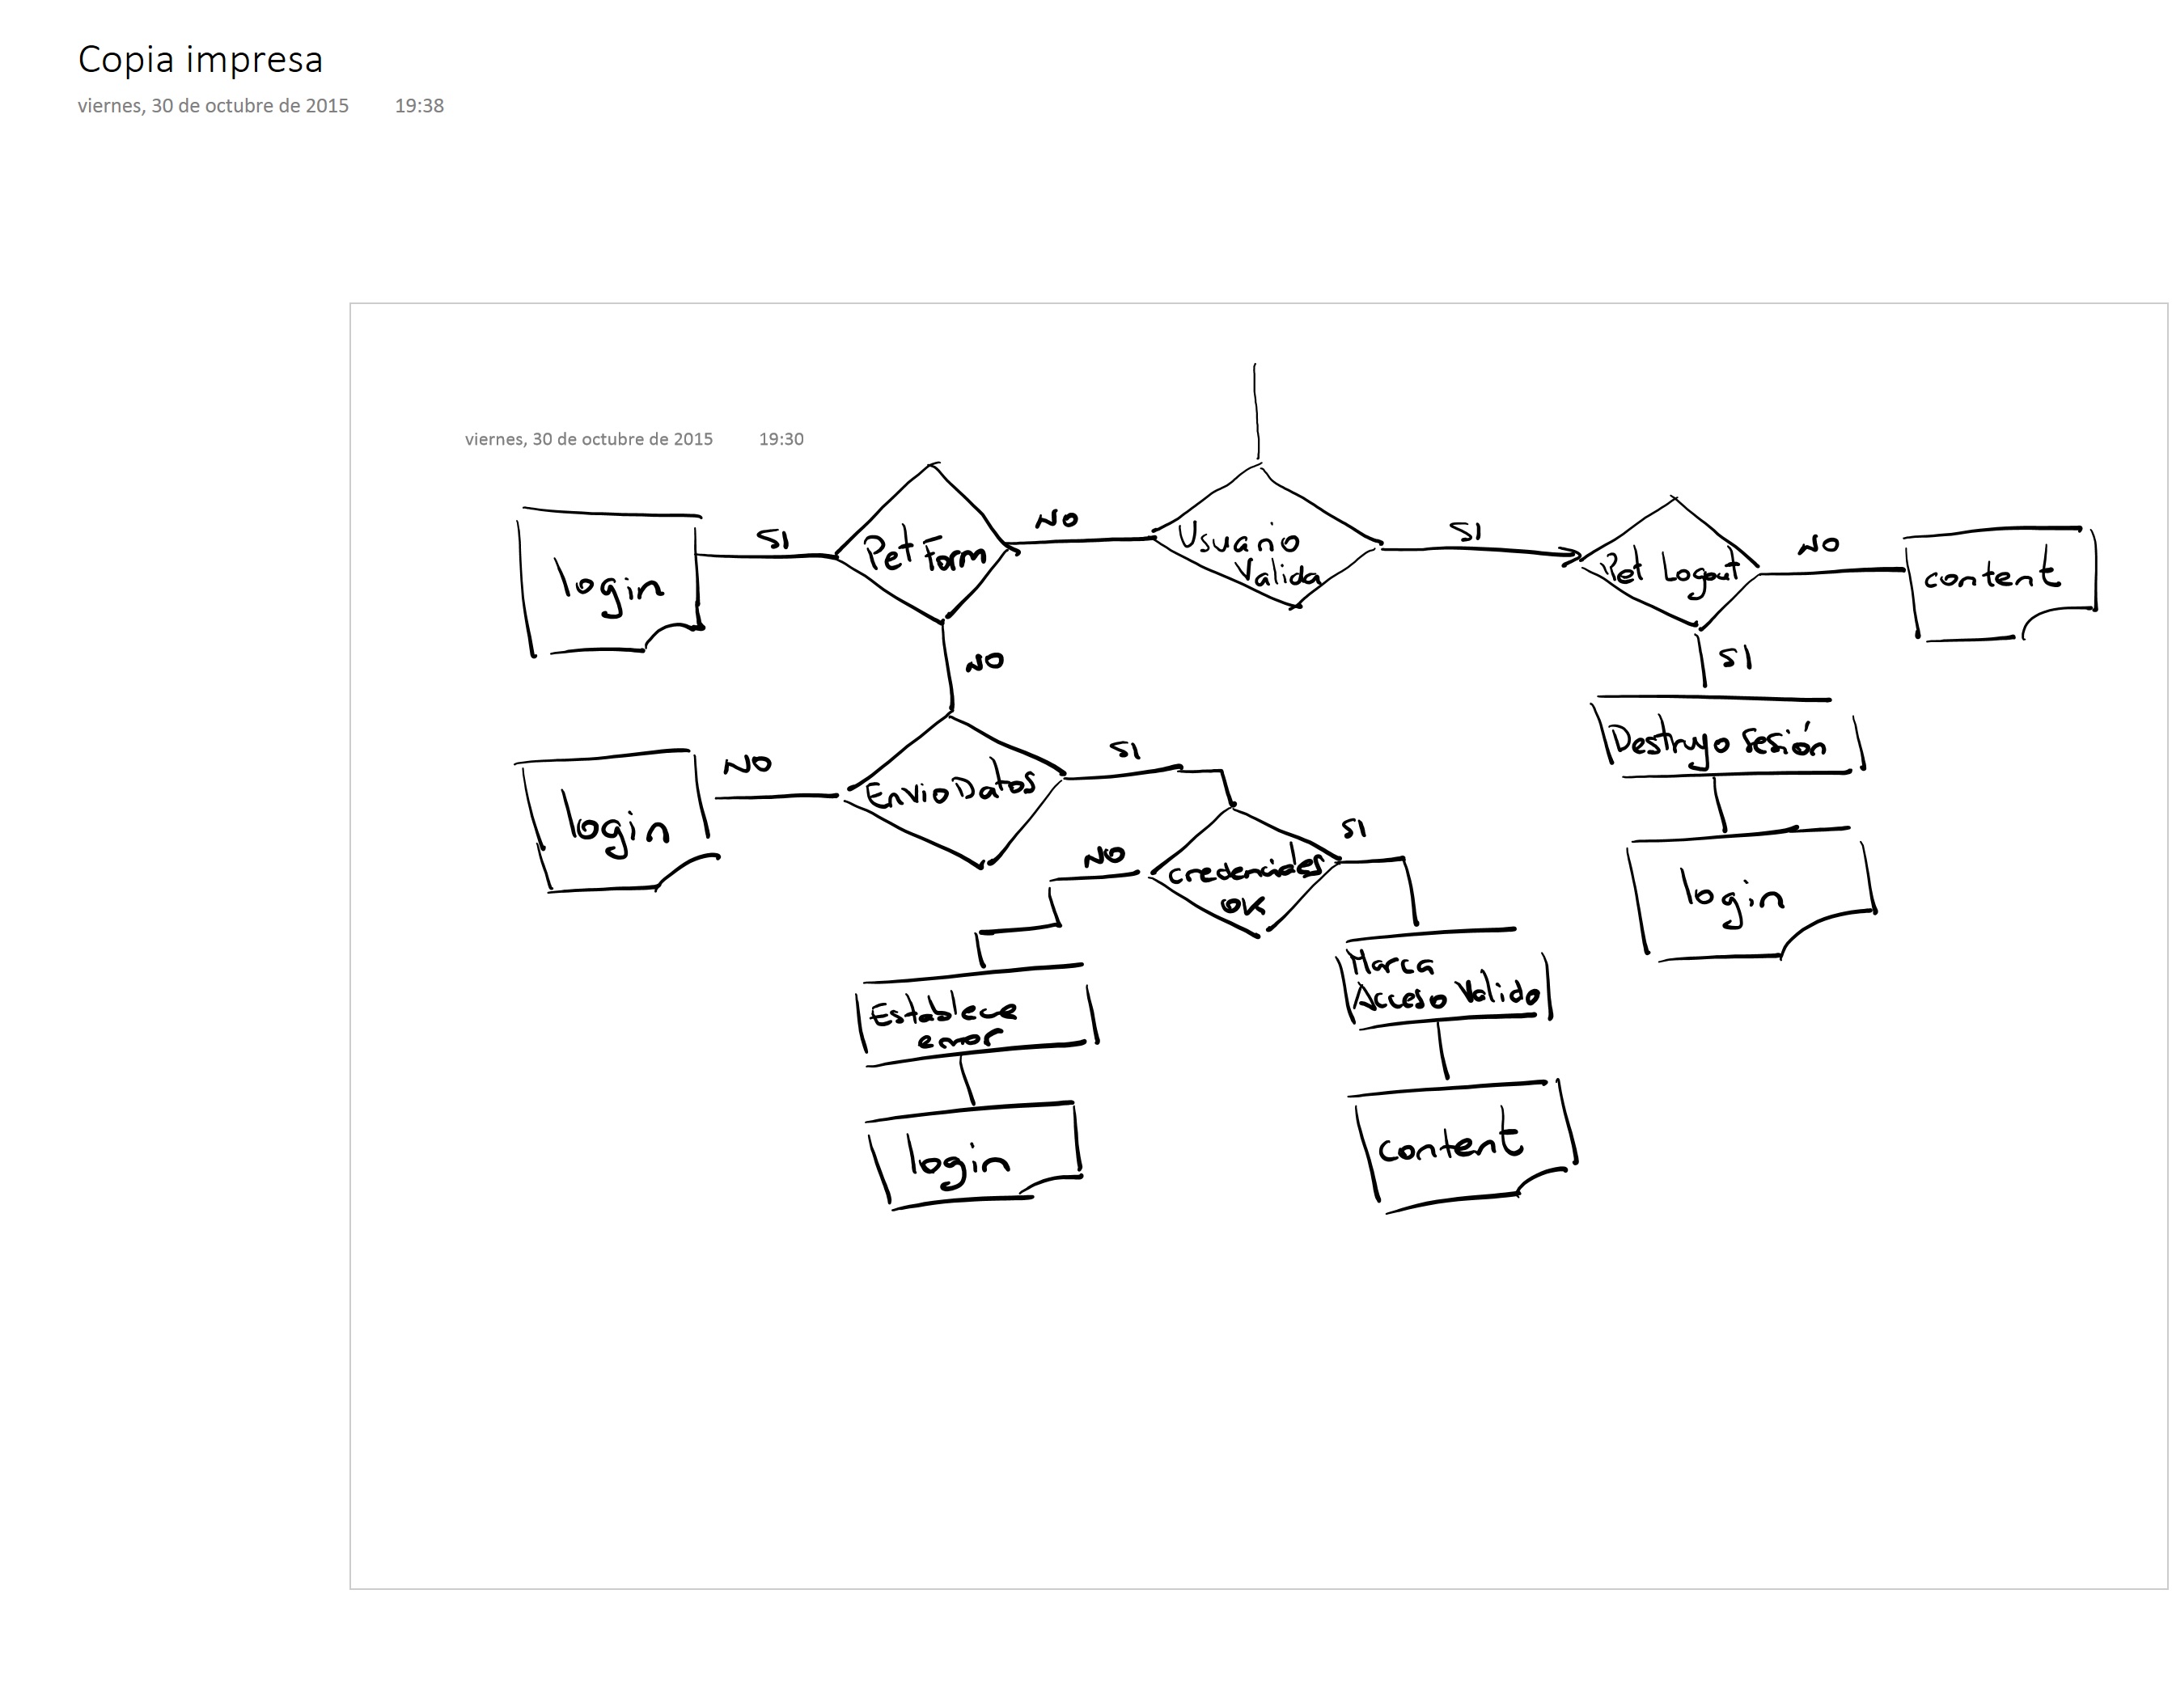 Copia impresa
viernes, 30 de octubre de 2015 19:38
viernes, 30 de octubre de 2015 19:30
login
SI
Pet Form
NO
Usuario
Valida
SI
Pet Logout
NO
content
NO
SI
Destruyo sesión
login
login
NO
Envio Datos
SI
NO
credenciales
OK
SI
Marca
Acceso Valido
content
Establece
error
login